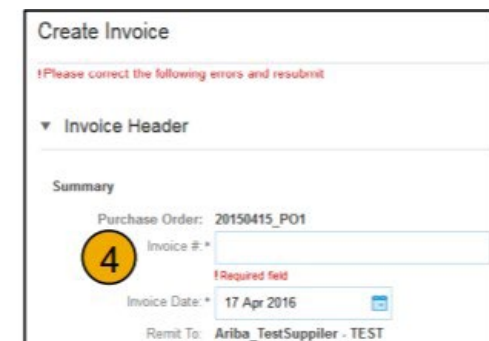 Create Invoice
!Please correct the following errors and resubmit
▼ Invoice Header
Summary
Purchase Order: 20150415_PO1
4 Invoice #: *
! Required field
Invoice Date: * 17 Apr 2016
Remit To: Ariba_TestSuppiler - TEST